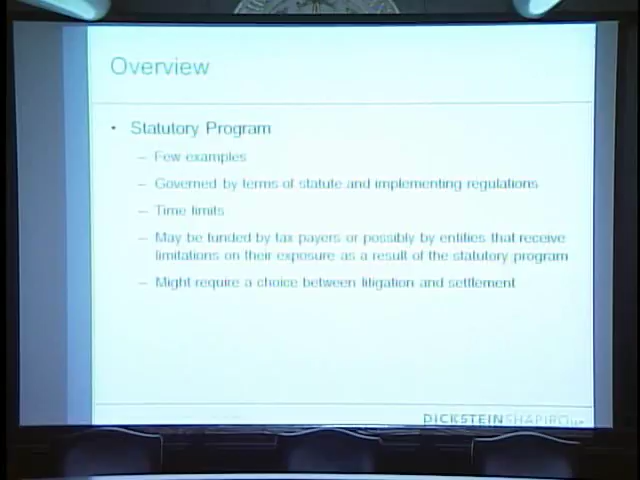 Overview
• Statutory Program
– Few examples
– Governed by terms of statute and implementing regulations
– Time limits
– May be funded by tax payers or possibly by entities that receive
limitations on their exposure as a result of the statutory program
– Might require a choice between litigation and settlement
DICKSTEINSHAPIRO LLP